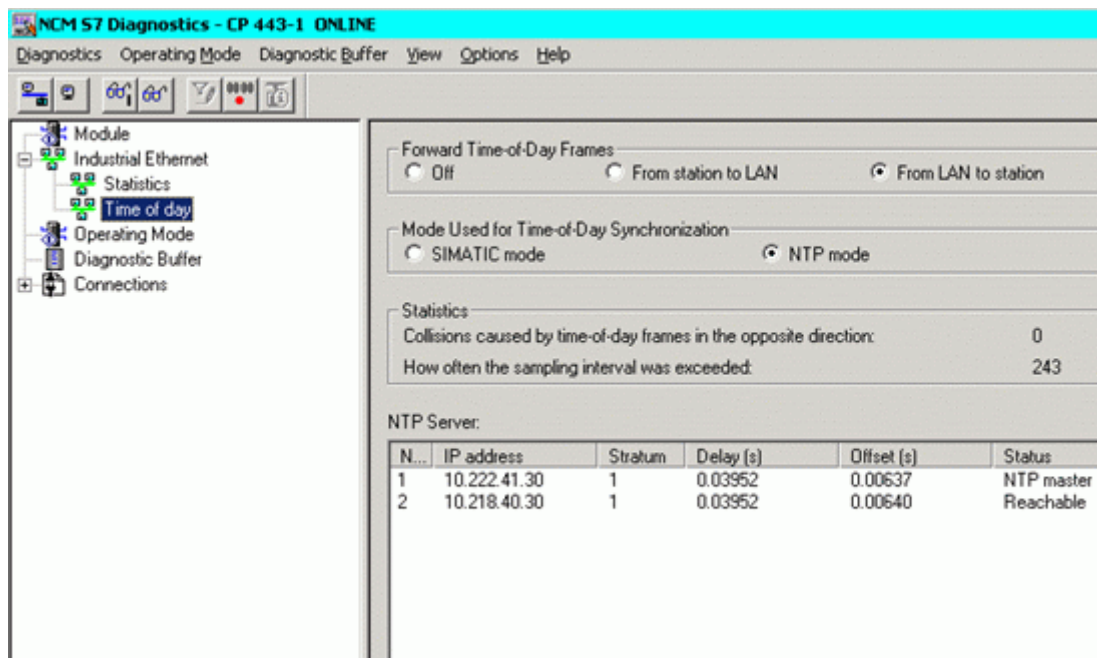 NCM S7 Diagnostics - CP 443-1 ONLINE
Diagnostics Operating Mode Diagnostic Buffer View Options Help
Module
Industrial Ethernet
Statistics
Time of day
Operating Mode
Diagnostic Buffer
Connections
Forward Time-of-Day Frames
Off From station to LAN From LAN to station
Mode Used for Time-of-Day Synchronization
SIMATIC mode NTP mode
Statistics
Collisions caused by time-of-day frames in the opposite direction: 0
How often the sampling interval was exceeded: 243
NTP Server:
N... IP address Stratum Delay (s) Offset (s) Status
1 10.222.41.30 1 0.03952 0.00637 NTP master
2 10.218.40.30 1 0.03952 0.00640 Reachable